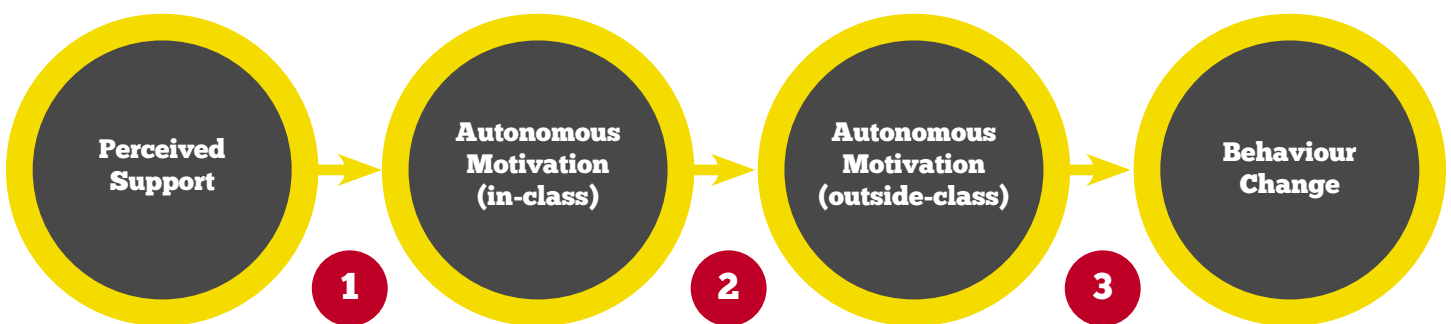 Perceived
Support
Autonomous
Motivation
(in-class)
Autonomous
Motivation
(outside-class)
Behaviour
Change
1
2
3